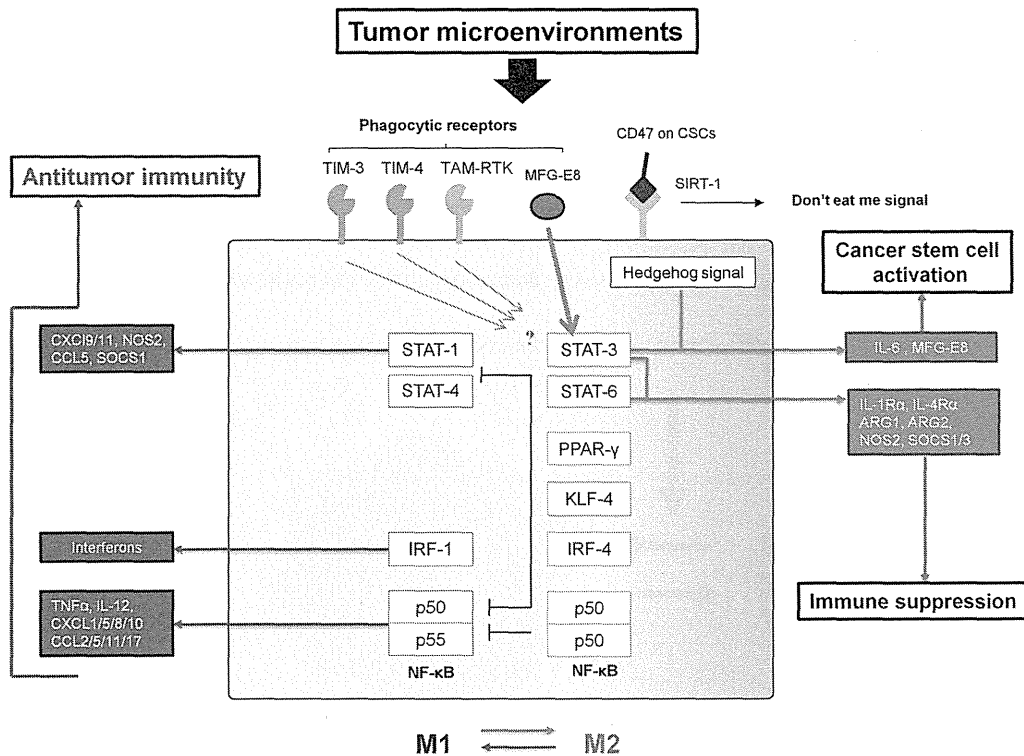 Tumor microenvironments
Phagocytic receptors
CD47 on CSCs
TIM-3
TIM-4
TAM-RTK
MFG-E8
SIRT-1
Don't eat me signal
Antitumor immunity
Hedgehog signal
Cancer stem cell
activation
?
CXCl9/11, NOS2,
CCL5, SOCS1
STAT-1
STAT-3
IL-6 , MFG-E8
STAT-4
STAT-6
IL-1Rα, IL-4Rα
ARG1, ARG2,
NOS2, SOCS1/3
PPAR-γ
KLF-4
Interferons
IRF-1
IRF-4
TNFα, IL-12,
CXCL1/5/8/10
CCL2/5/11/17
p50
p55
NF-κB
p50
p50
NF-κB
Immune suppression
M1
M2